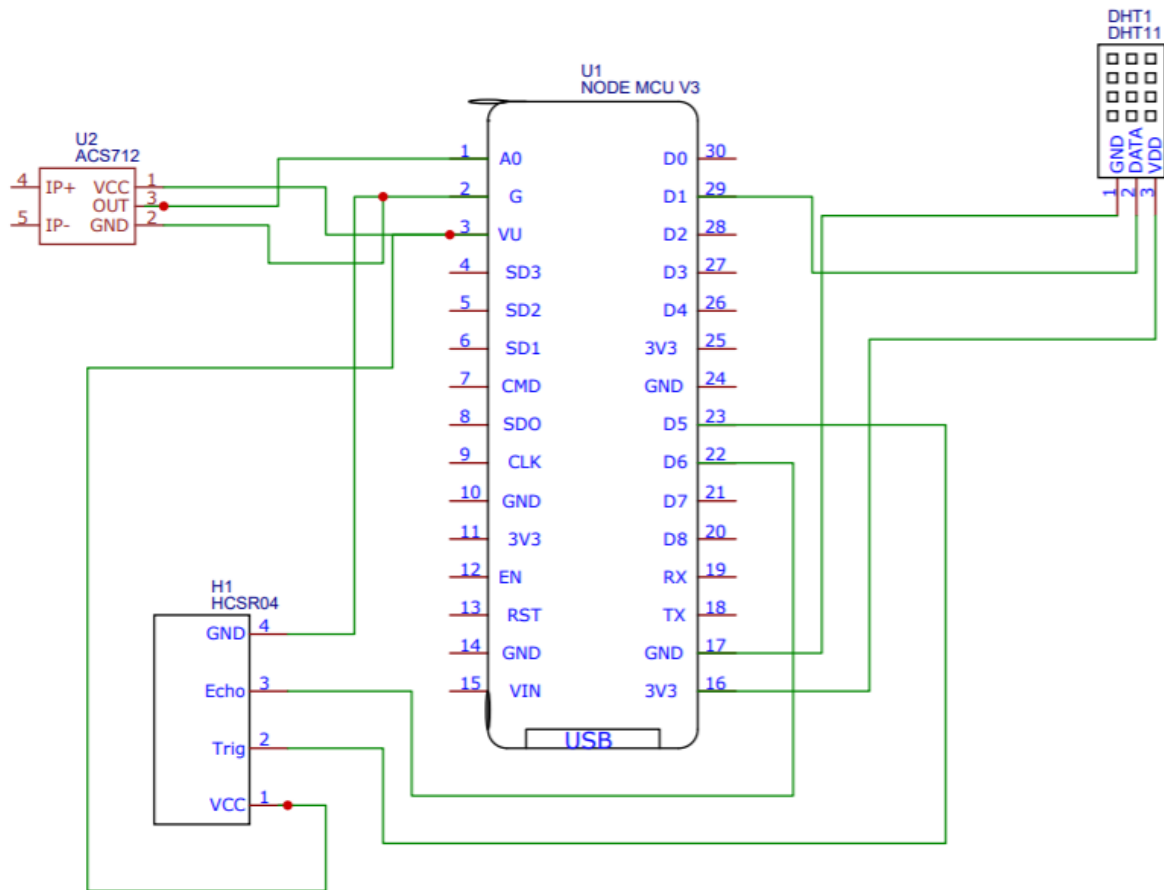 DHT1
DHT11
GND
DATA
VDD
1
2
3
U1
NODE MCU V3
U2
ACS712
4 IP+ VCC 1
OUT 3
5 IP- GND 2
1 A0 D0 30
2 G D1 29
3 VU D2 28
4 SD3 D3 27
5 SD2 D4 26
6 SD1 3V3 25
7 CMD GND 24
8 SDO D5 23
9 CLK D6 22
10 GND D7 21
11 3V3 D8 20
12 EN RX 19
13 RST TX 18
14 GND GND 17
15 VIN 3V3 16
USB
H1
HCSR04
GND 4
Echo 3
Trig 2
VCC 1